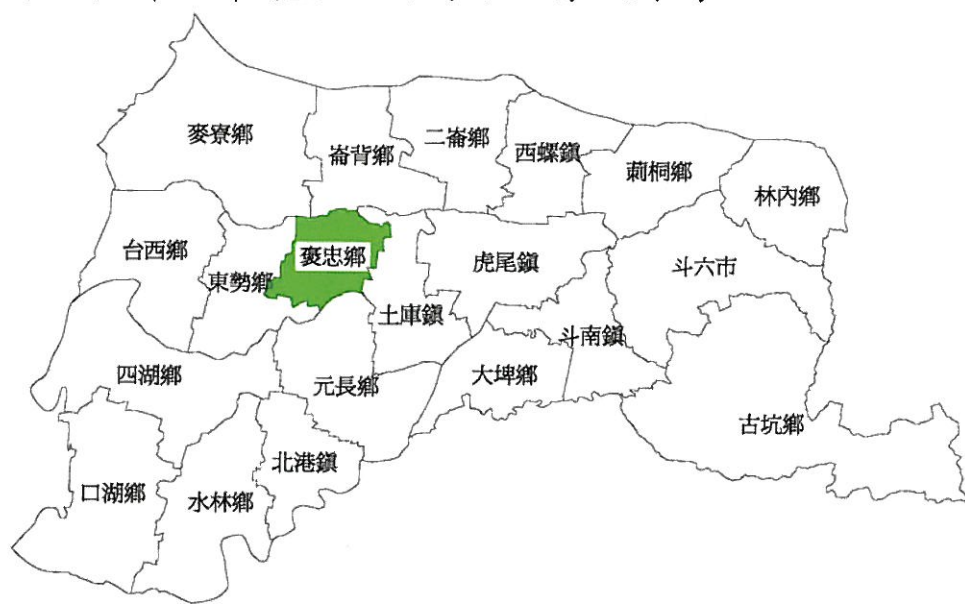 麥寮鄉
崙背鄉
二崙鄉
西螺鎮
莿桐鄉
林內鄉
台西鄉
東勢鄉
褒忠鄉
土庫鎮
虎尾鎮
斗六市
斗南鎮
四湖鄉
元長鄉
大埤鄉
古坑鄉
口湖鄉
水林鄉
北港鎮